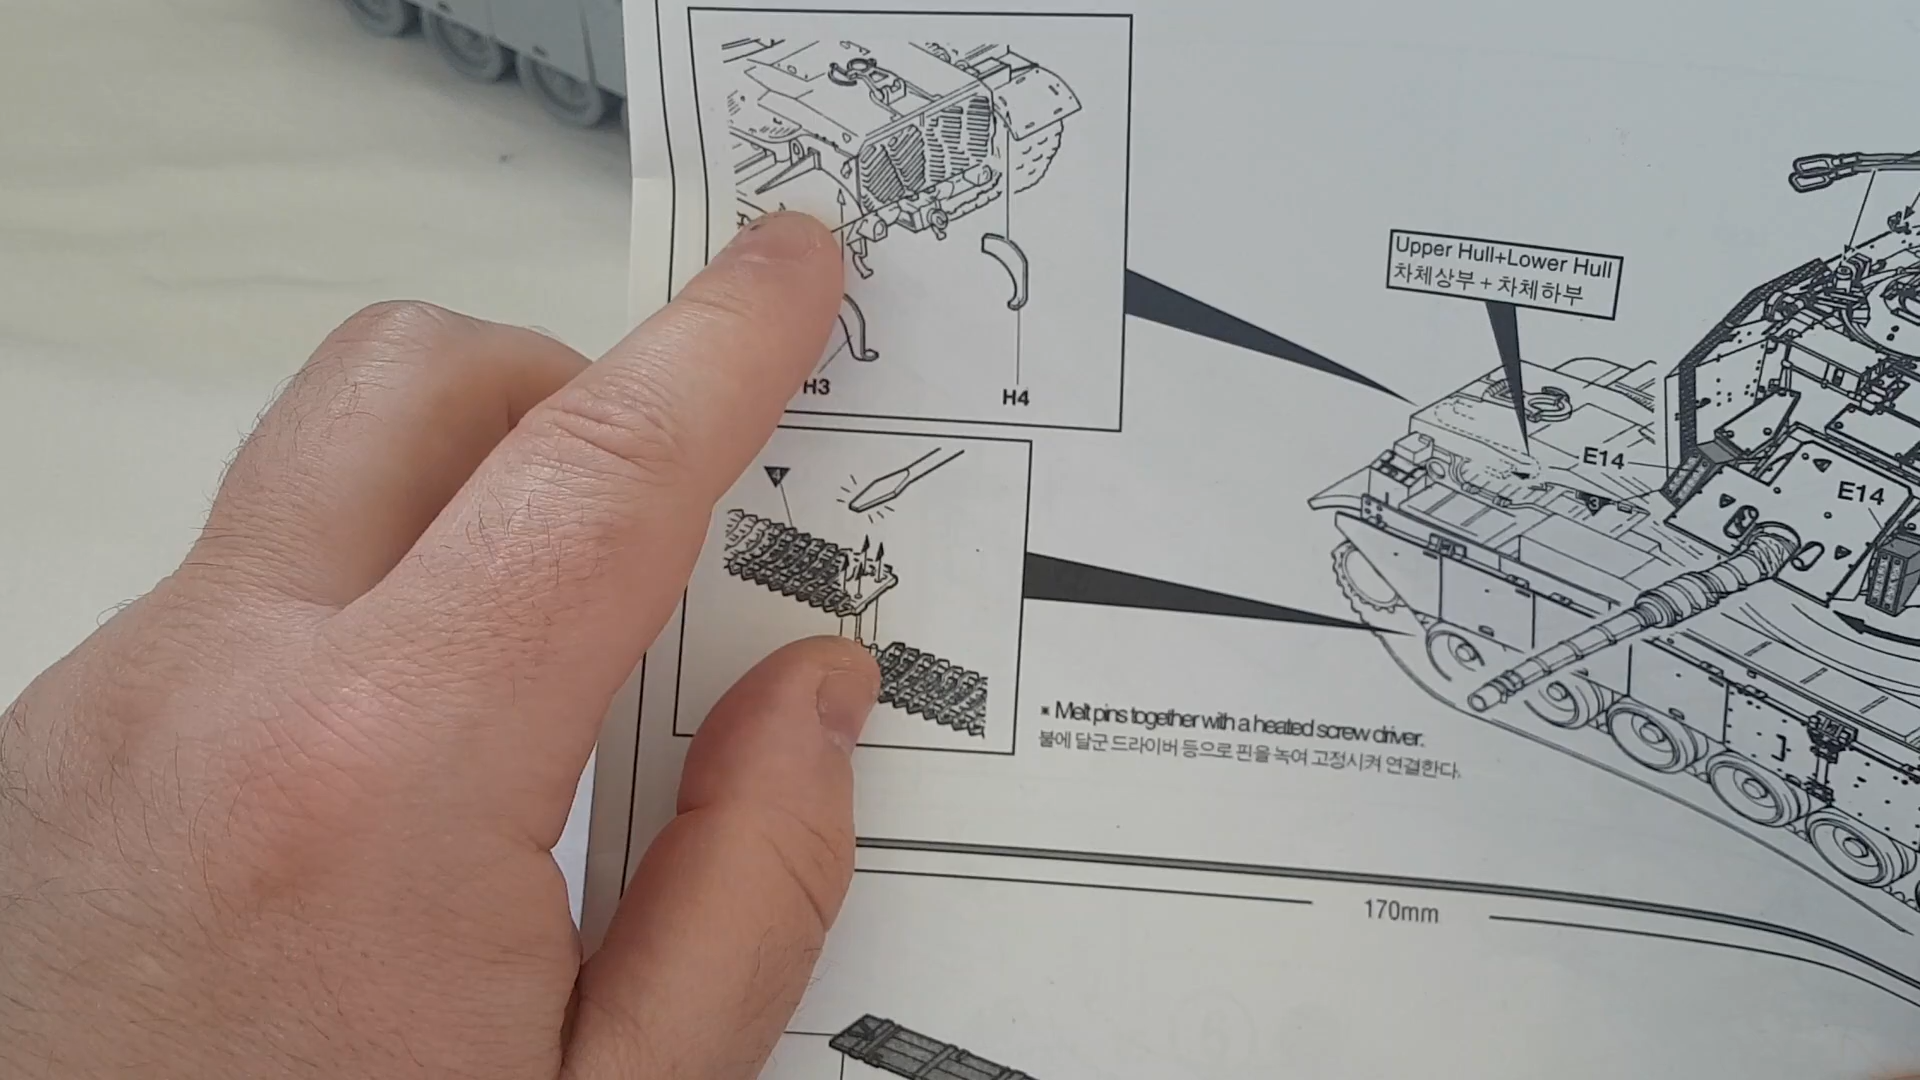 Upper Hull+Lower Hull
차체상부 + 차체하부
H3
H4
E14
E14
4
3
* Melt pins together with a heated screw driver.
불에 달군 드라이버 등으로 핀을 녹여 고정시켜 연결한다.
170mm